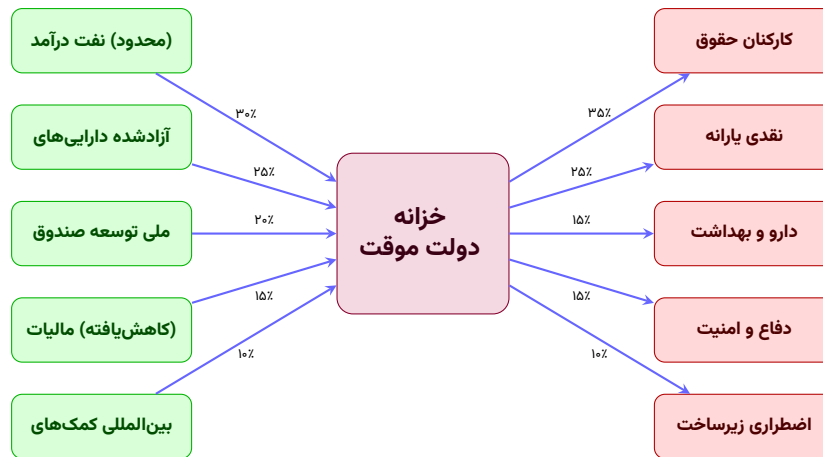 (محدود) نفت درآمد
آزادشده دارایی‌های
ملی توسعه صندوق
(کاهش‌یافته) مالیات
بین‌المللی کمک‌های
۳۰٪
۲۵٪
۲۰٪
۱۵٪
۱۰٪
خزانه
دولت موقت
۳۵٪
۲۵٪
۱۵٪
۱۵٪
۱۰٪
کارکنان حقوق
نقدی یارانه
دارو و بهداشت
دفاع و امنیت
اضطراری زیرساخت